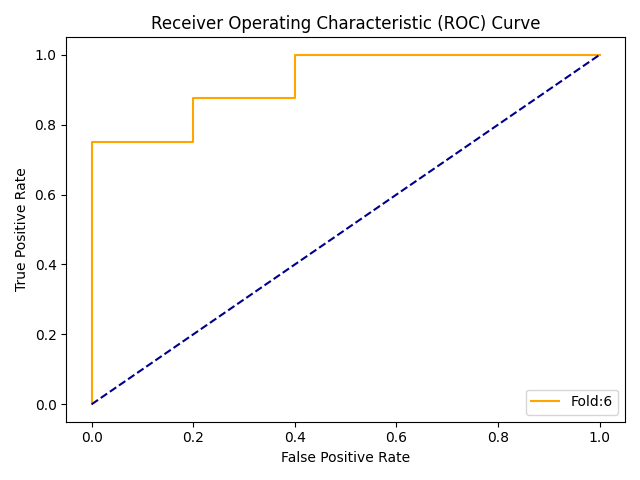 Receiver Operating Characteristic (ROC) Curve
True Positive Rate
1.0
0.8
0.6
0.4
0.2
0.0
Fold:6
0.0 0.2 0.4 0.6 0.8 1.0
False Positive Rate